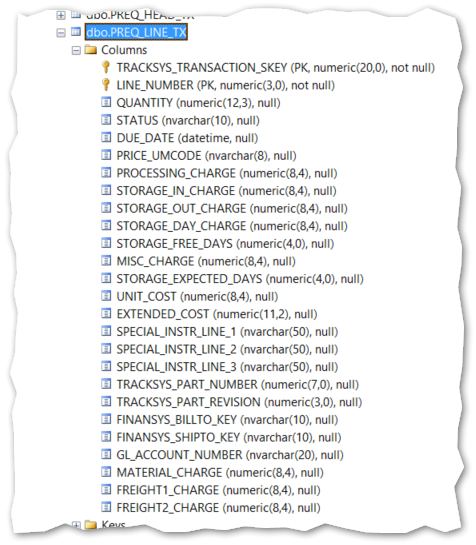 dbo.PREQ_HEAD_TX
dbo.PREQ_LINE_TX
Columns
TRACKSYS_TRANSACTION_SKEY (PK, numeric(20,0), not null)
LINE_NUMBER (PK, numeric(3,0), not null)
QUANTITY (numeric(12,3), null)
STATUS (nvarchar(10), null)
DUE_DATE (datetime, null)
PRICE_UMCODE (nvarchar(8), null)
PROCESSING_CHARGE (numeric(8,4), null)
STORAGE_IN_CHARGE (numeric(8,4), null)
STORAGE_OUT_CHARGE (numeric(8,4), null)
STORAGE_DAY_CHARGE (numeric(8,4), null)
STORAGE_FREE_DAYS (numeric(4,0), null)
MISC_CHARGE (numeric(8,4), null)
STORAGE_EXPECTED_DAYS (numeric(4,0), null)
UNIT_COST (numeric(8,4), null)
EXTENDED_COST (numeric(11,2), null)
SPECIAL_INSTR_LINE_1 (nvarchar(50), null)
SPECIAL_INSTR_LINE_2 (nvarchar(50), null)
SPECIAL_INSTR_LINE_3 (nvarchar(50), null)
TRACKSYS_PART_NUMBER (numeric(7,0), null)
TRACKSYS_PART_REVISION (numeric(3,0), null)
FINANSYS_BILLTO_KEY (nvarchar(10), null)
FINANSYS_SHIPTO_KEY (nvarchar(10), null)
GL_ACCOUNT_NUMBER (nvarchar(20), null)
MATERIAL_CHARGE (numeric(8,4), null)
FREIGHT1_CHARGE (numeric(8,4), null)
FREIGHT2_CHARGE (numeric(8,4), null)
Keys